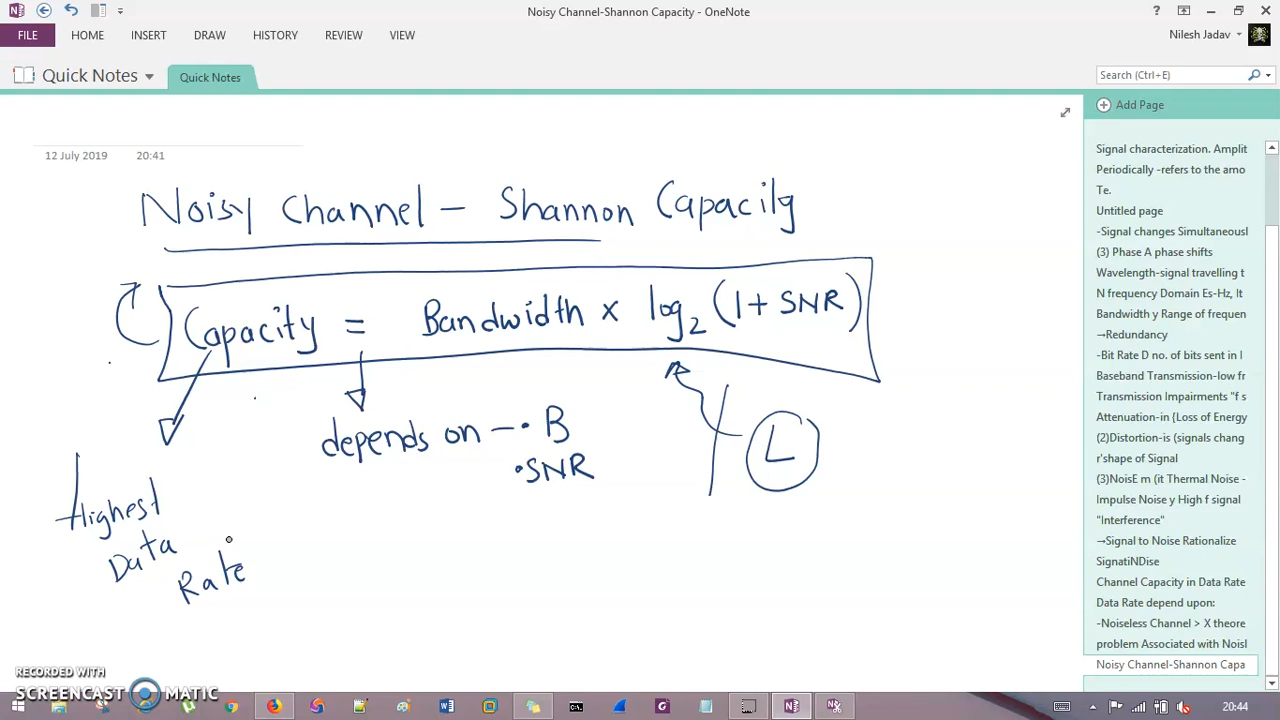 Noisy Channel-Shannon Capacity - OneNote
FILE HOME INSERT DRAW HISTORY REVIEW VIEW
Nilesh Jadav
Quick Notes
Quick Notes
Search (Ctrl+E)
Add Page
12 July 2019 20:41
Noisy Channel - Shannon Capacity
Capacity = Bandwidth x log2 (1+ SNR)
depends on - • B
• SNR
L
Highest
Data
Rate
Signal characterization. Amplit
Periodically -refers to the amo
Te.
Untitled page
-Signal changes Simultaneousl
(3) Phase A phase shifts
Wavelength-signal travelling t
N frequency Domain Es-Hz, It
Bandwidth y Range of frequen
→Redundancy
-Bit Rate D no. of bits sent in l
Baseband Transmission-low fr
Transmission Impairments "f s
Attenuation-in {Loss of Energy
(2)Distortion-is {signals chang
r'shape of Signal
(3)NoisE m (it Thermal Noise -
Impulse Noise y High f signal
"Interference"
→Signal to Noise Rationalize
SignatiNDise
Channel Capacity in Data Rate
Data Rate depend upon:
-Noiseless Channel > X theore
problem Associated with Noisl
Noisy Channel-Shannon Capa
RECORDED WITH
SCREENCAST MATIC
20:44